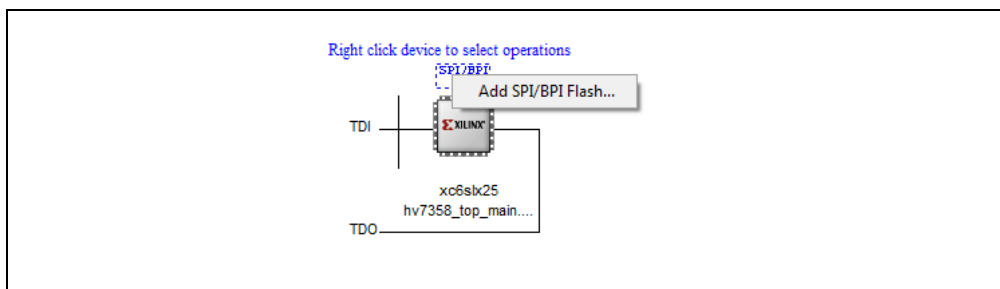 Right click device to select operations
SPI/BPI
Add SPI/BPI Flash...
TDI
XILINX
xc6slx25
hv7358_top_main....
TDO